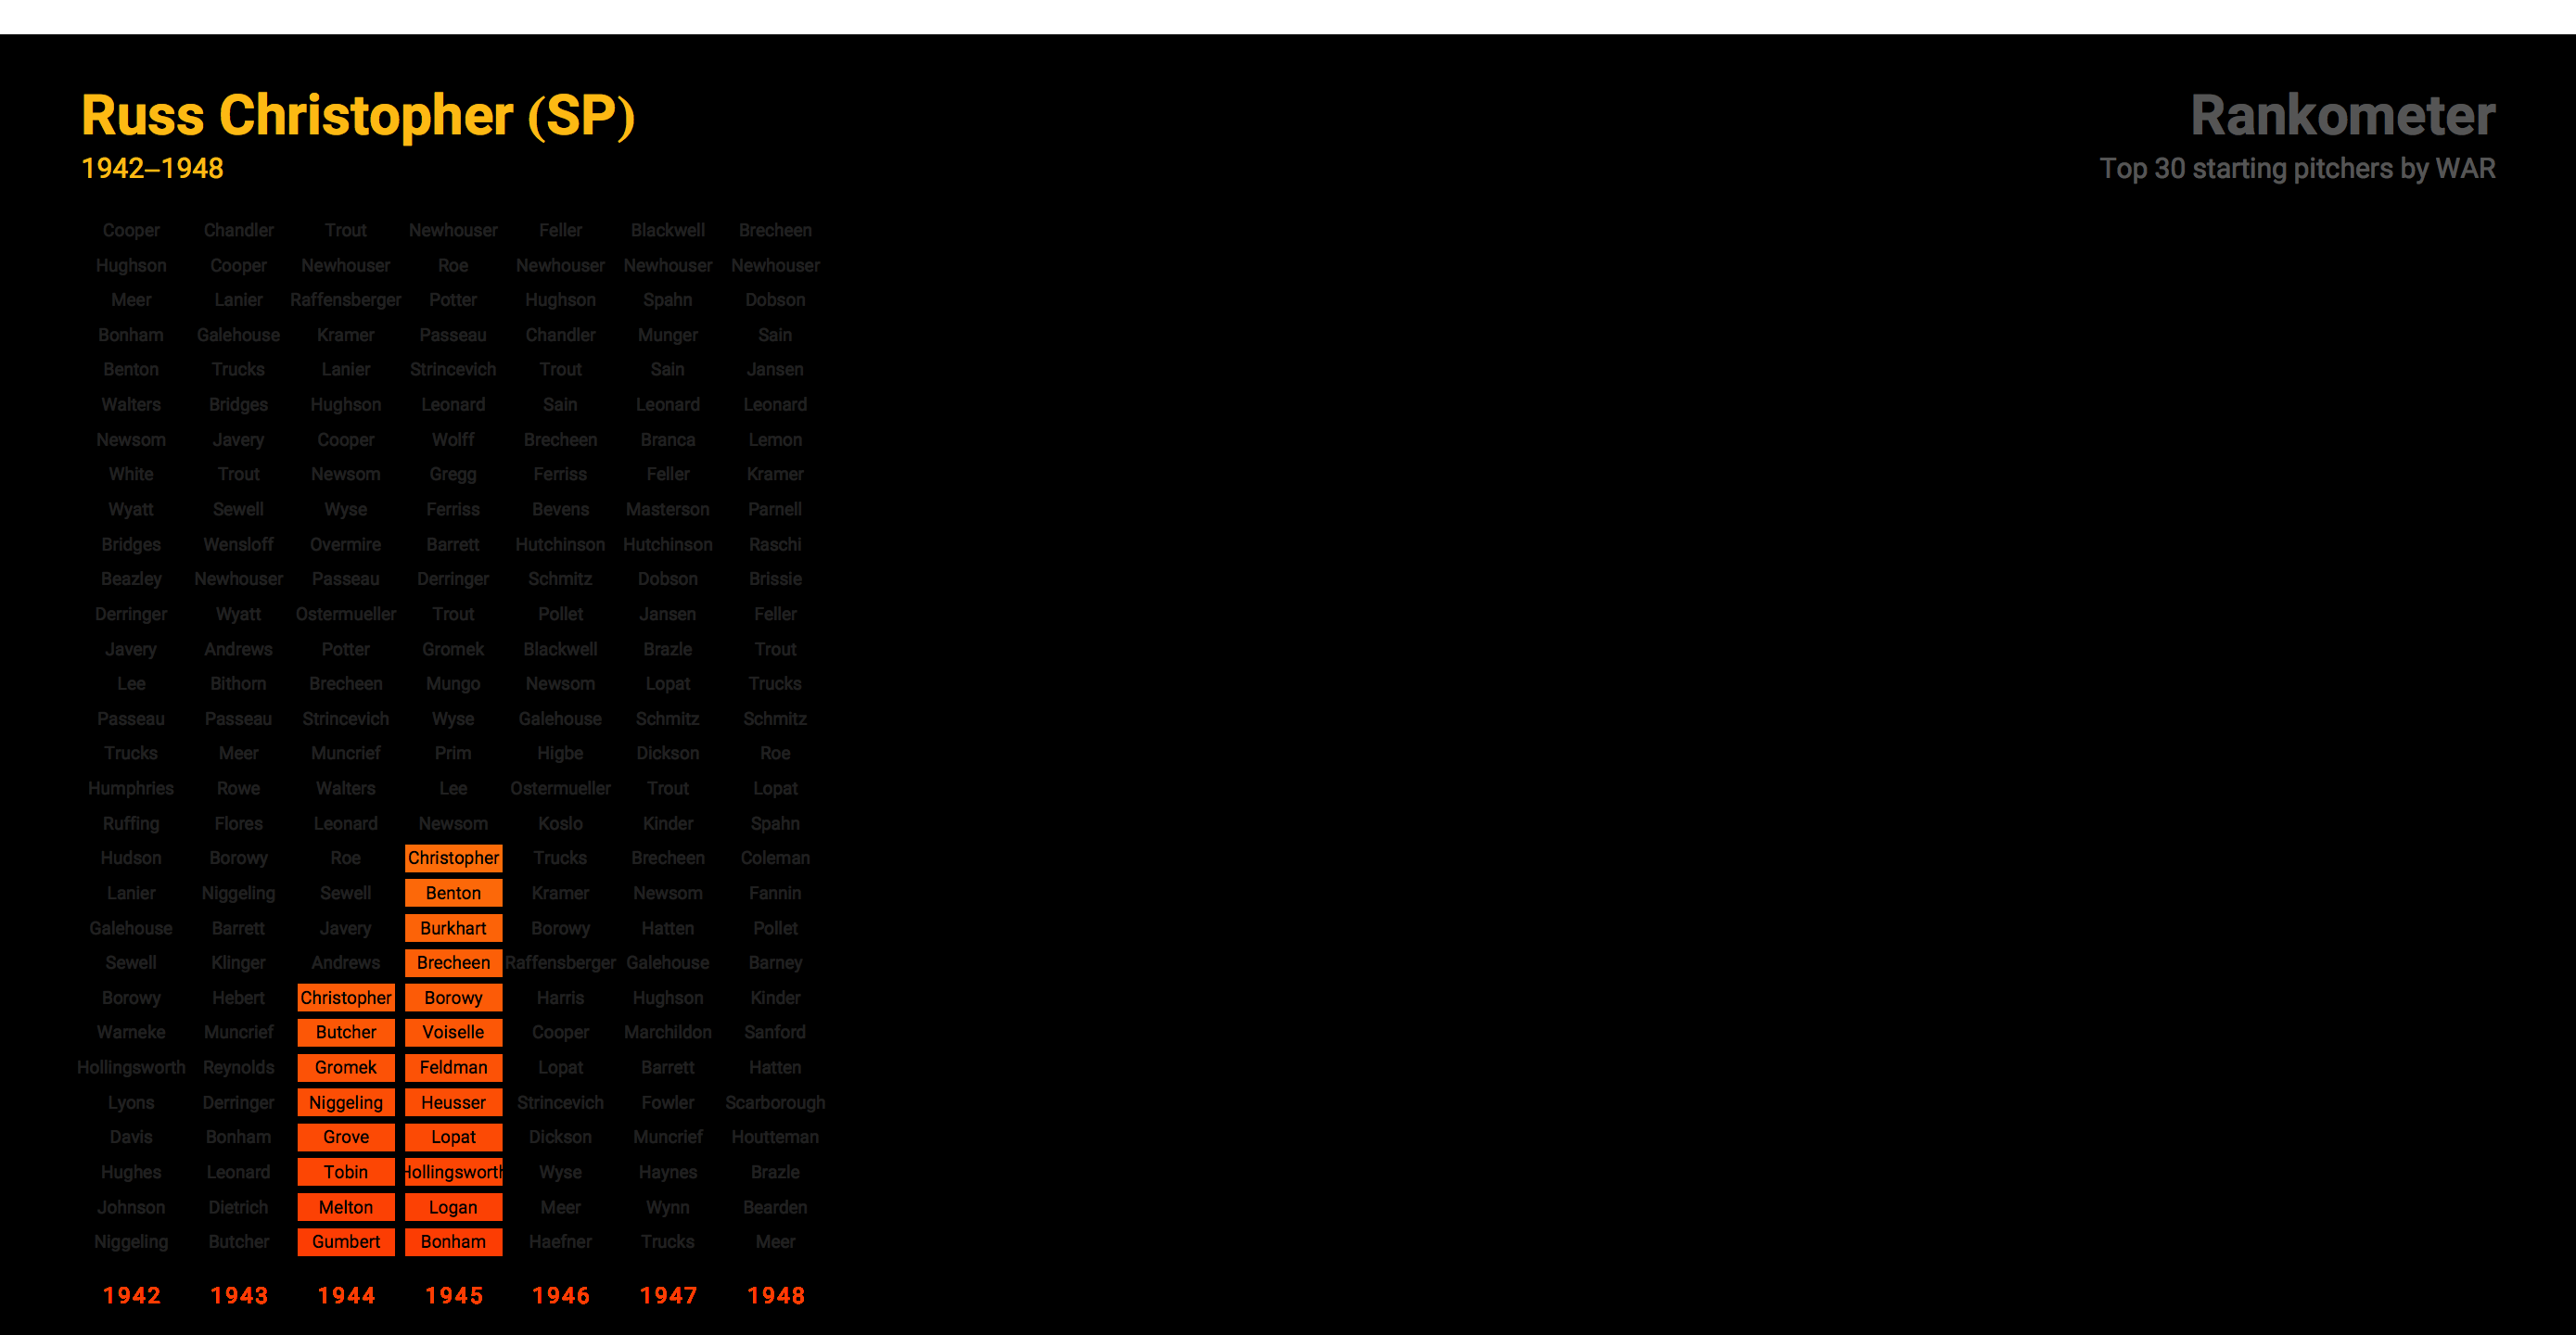 Russ Christopher (SP)
1942–1948
Rankometer
Top 30 starting pitchers by WAR
Cooper Chandler Trout Newhouser Feller Blackwell Brecheen
Hughson Cooper Newhouser Roe Newhouser Newhouser Newhouser
Meer Lanier Raffensberger Potter Hughson Spahn Dobson
Bonham Galehouse Kramer Passeau Chandler Munger Sain
Benton Trucks Lanier Strincevich Trout Sain Jansen
Walters Bridges Hughson Leonard Sain Leonard Leonard
Newsom Javery Cooper Wolff Brecheen Branca Lemon
White Trout Newsom Gregg Ferriss Feller Kramer
Wyatt Sewell Wyse Ferriss Bevens Masterson Parnell
Bridges Wensloff Overmire Barrett Hutchinson Hutchinson Raschi
Beazley Newhouser Passeau Derringer Schmitz Dobson Brissie
Derringer Wyatt Ostermueller Trout Pollet Jansen Feller
Javery Andrews Potter Gromek Blackwell Brazle Trout
Lee Bithorn Brecheen Mungo Newsom Lopat Trucks
Passeau Passeau Strincevich Wyse Galehouse Schmitz Schmitz
Trucks Meer Muncrief Prim Higbe Dickson Roe
Humphries Rowe Walters Lee Ostermueller Trout Lopat
Ruffing Flores Leonard Newsom Koslo Kinder Spahn
Hudson Borowy Roe Christopher Trucks Brecheen Coleman
Lanier Niggeling Sewell Benton Kramer Newsom Fannin
Galehouse Barrett Javery Burkhart Borowy Hatten Pollet
Sewell Klinger Andrews Brecheen Raffensberger Galehouse Barney
Borowy Hebert Christopher Borowy Harris Hughson Kinder
Warneke Muncrief Butcher Voiselle Cooper Marchildon Sanford
Hollingsworth Reynolds Gromek Feldman Lopat Barrett Hatten
Lyons Derringer Niggeling Heusser Strincevich Fowler Scarborough
Davis Bonham Grove Lopat Dickson Muncrief Houtteman
Hughes Leonard Tobin Hollingsworth Wyse Haynes Brazle
Johnson Dietrich Melton Logan Meer Wynn Bearden
Niggeling Butcher Gumbert Bonham Haefner Trucks Meer
1942 1943 1944 1945 1946 1947 1948